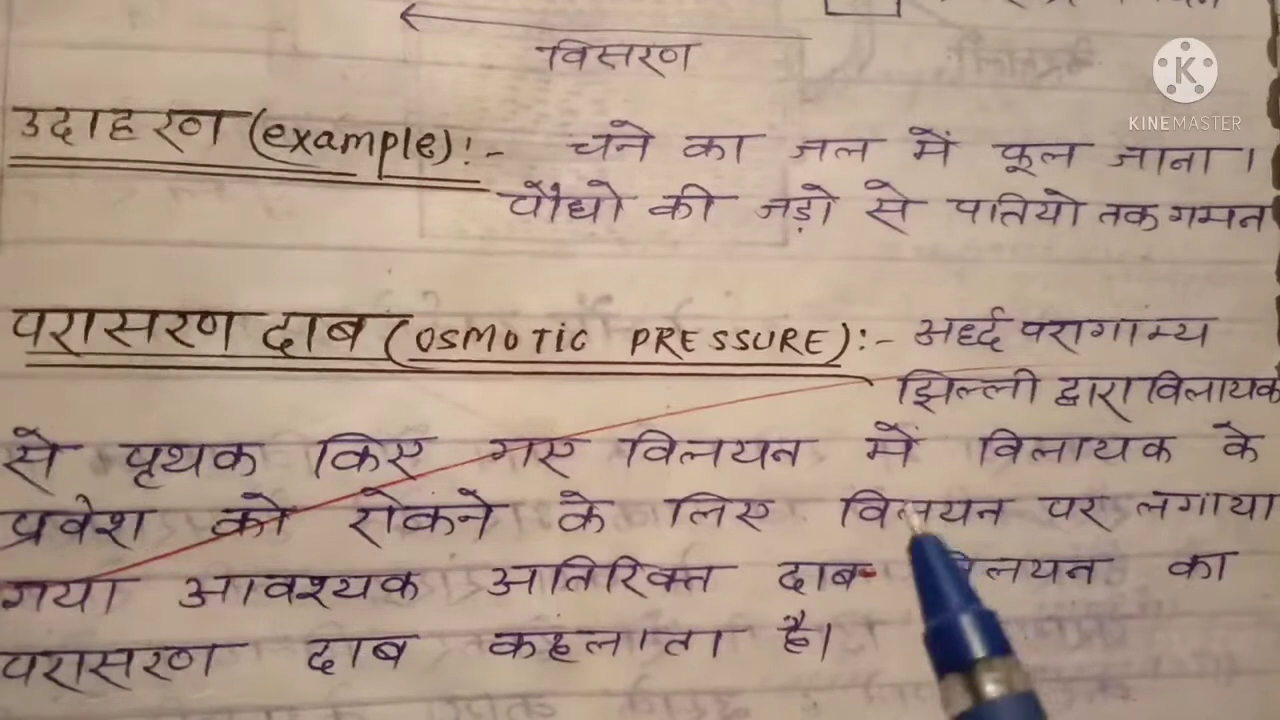 विसरण
K
KINEMASTER
उदाहरण (example):- चने का जल में फूल जाना।
पौधो की जड़ो से पतियो तक गमन
परासरण दाब (OSMOTIC PRESSURE):- अर्ध्द परागाम्य
झिल्ली द्वारा विलायक
से पृथक किए गए विलयन में विलायक के
प्रवेश को रोकने के लिए विलयन पर लगाया
गया आवश्यक अतिरिक्त दाब विलयन का
परासरण दाब कहलाता है।